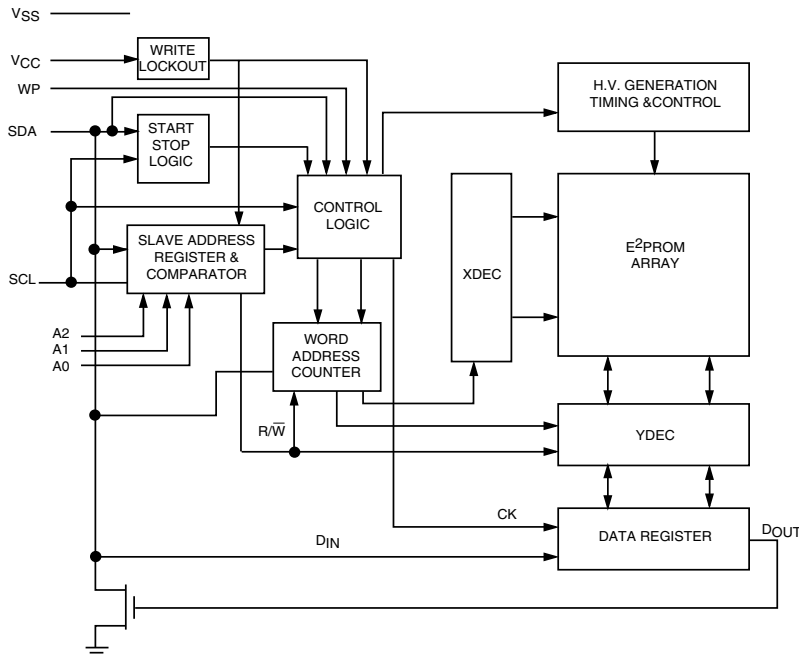 VSS
VCC
WRITE
LOCKOUT
WP
H.V. GENERATION
TIMING &CONTROL
SDA
START
STOP
LOGIC
CONTROL
LOGIC
SLAVE ADDRESS
REGISTER &
COMPARATOR
E2PROM
ARRAY
XDEC
SCL
A2
A1
A0
WORD
ADDRESS
COUNTER
R/W̅
YDEC
CK
DIN
DATA REGISTER
DOUT